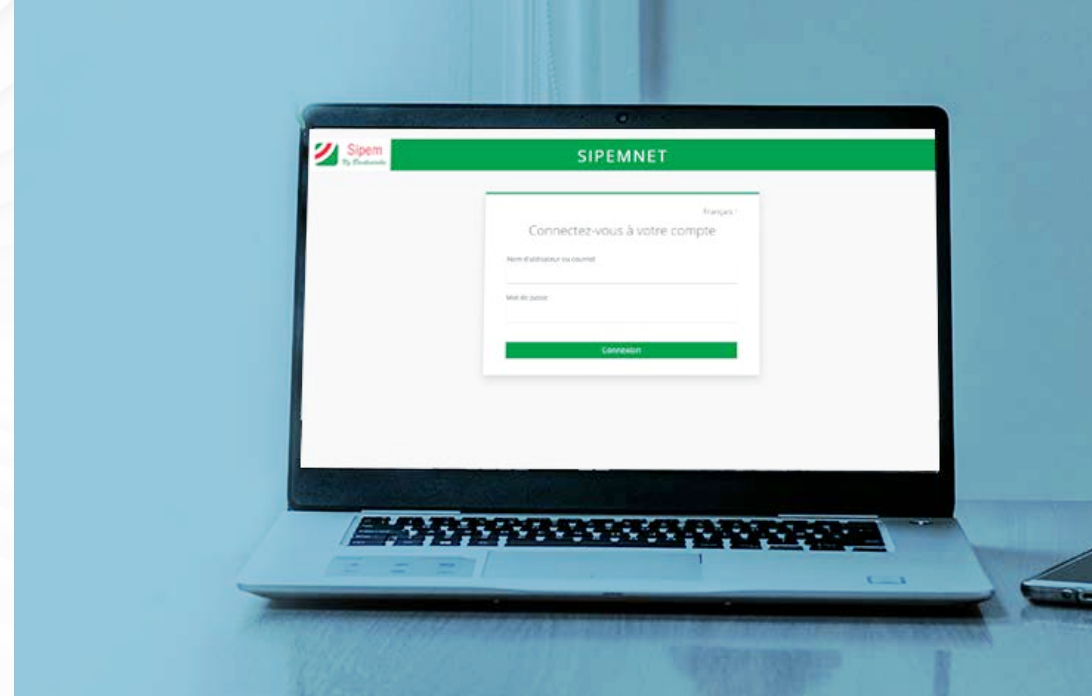 Sipem
SIPEMNET
Français
Connectez-vous à votre compte
Nom d'utilisateur ou courriel
Mot de passe
Connexion